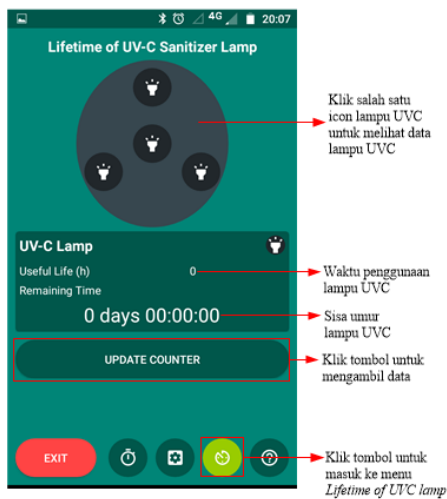 4G 20:07
Lifetime of UV-C Sanitizer Lamp
Klik salah satu
icon lampu UVC
untuk melihat data
lampu UVC
UV-C Lamp
Useful Life (h) 0
Waktu penggunaan
lampu UVC
Remaining Time
0 days 00:00:00
Sisa umur
lampu UVC
UPDATE COUNTER
Klik tombol untuk
mengambil data
EXIT
Klik tombol untuk
masuk ke menu
Lifetime of UVC lamp